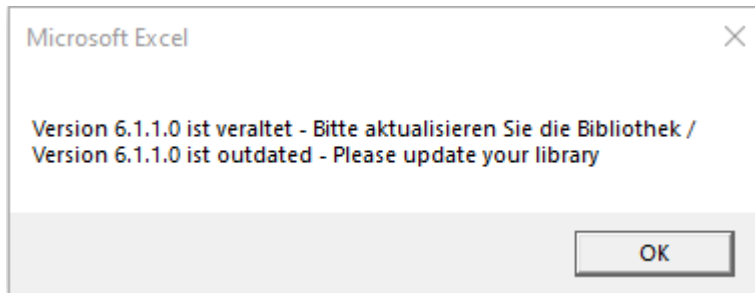 Microsoft Excel
Version 6.1.1.0 ist veraltet - Bitte aktualisieren Sie die Bibliothek /
Version 6.1.1.0 ist outdated - Please update your library
OK